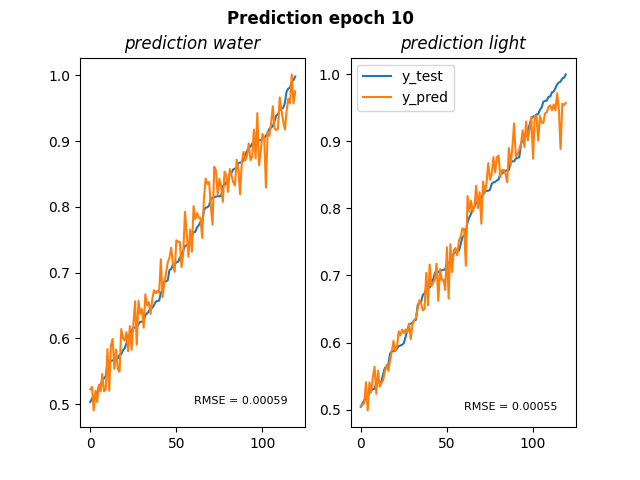 Prediction epoch 10
prediction water
1.0
0.9
0.8
0.7
0.6
0.5
0
50
100
RMSE = 0.00059
prediction light
y_test
y_pred
1.0
0.9
0.8
0.7
0.6
0.5
0
50
100
RMSE = 0.00055